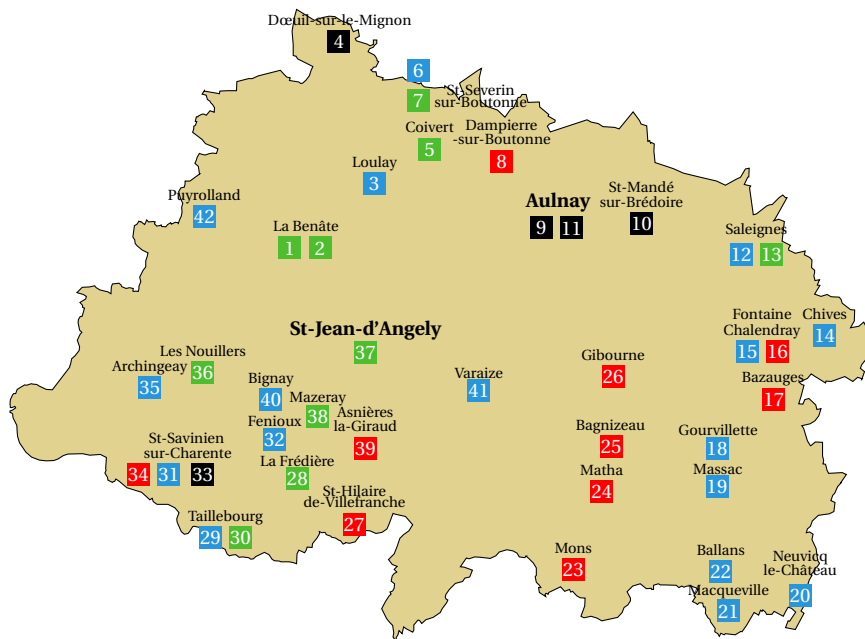 Dœuil-sur-le-Mignon
4
6
7
St-Severin
sur-Boutonne
Coivert
5
Dampierre
-sur-Boutonne
8
Loulay
3
Puyrolland
42
La Benâte
1 2
Aulnay
9 11
St-Mandé
sur-Brédoire
10
Saleignes
12 13
Fontaine
Chalendray
15 16
Chives
14
St-Jean-d'Angely
37
Les Nouillers
36
Archingeay
35
Bignay
40
Varaize
41
Gibourne
26
Bazauges
17
Mazeray
38
Asnières
la-Giraud
39
Fenioux
32
Bagnizeau
25
Gourvillette
18
St-Savinien
sur-Charente
34 31 33
La Frédière
28
Matha
24
Massac
19
St-Hilaire
de-Villefranche
27
Taillebourg
29 30
Mons
23
Ballans
22
Neuvicq
le-Château
20
Macqueville
21